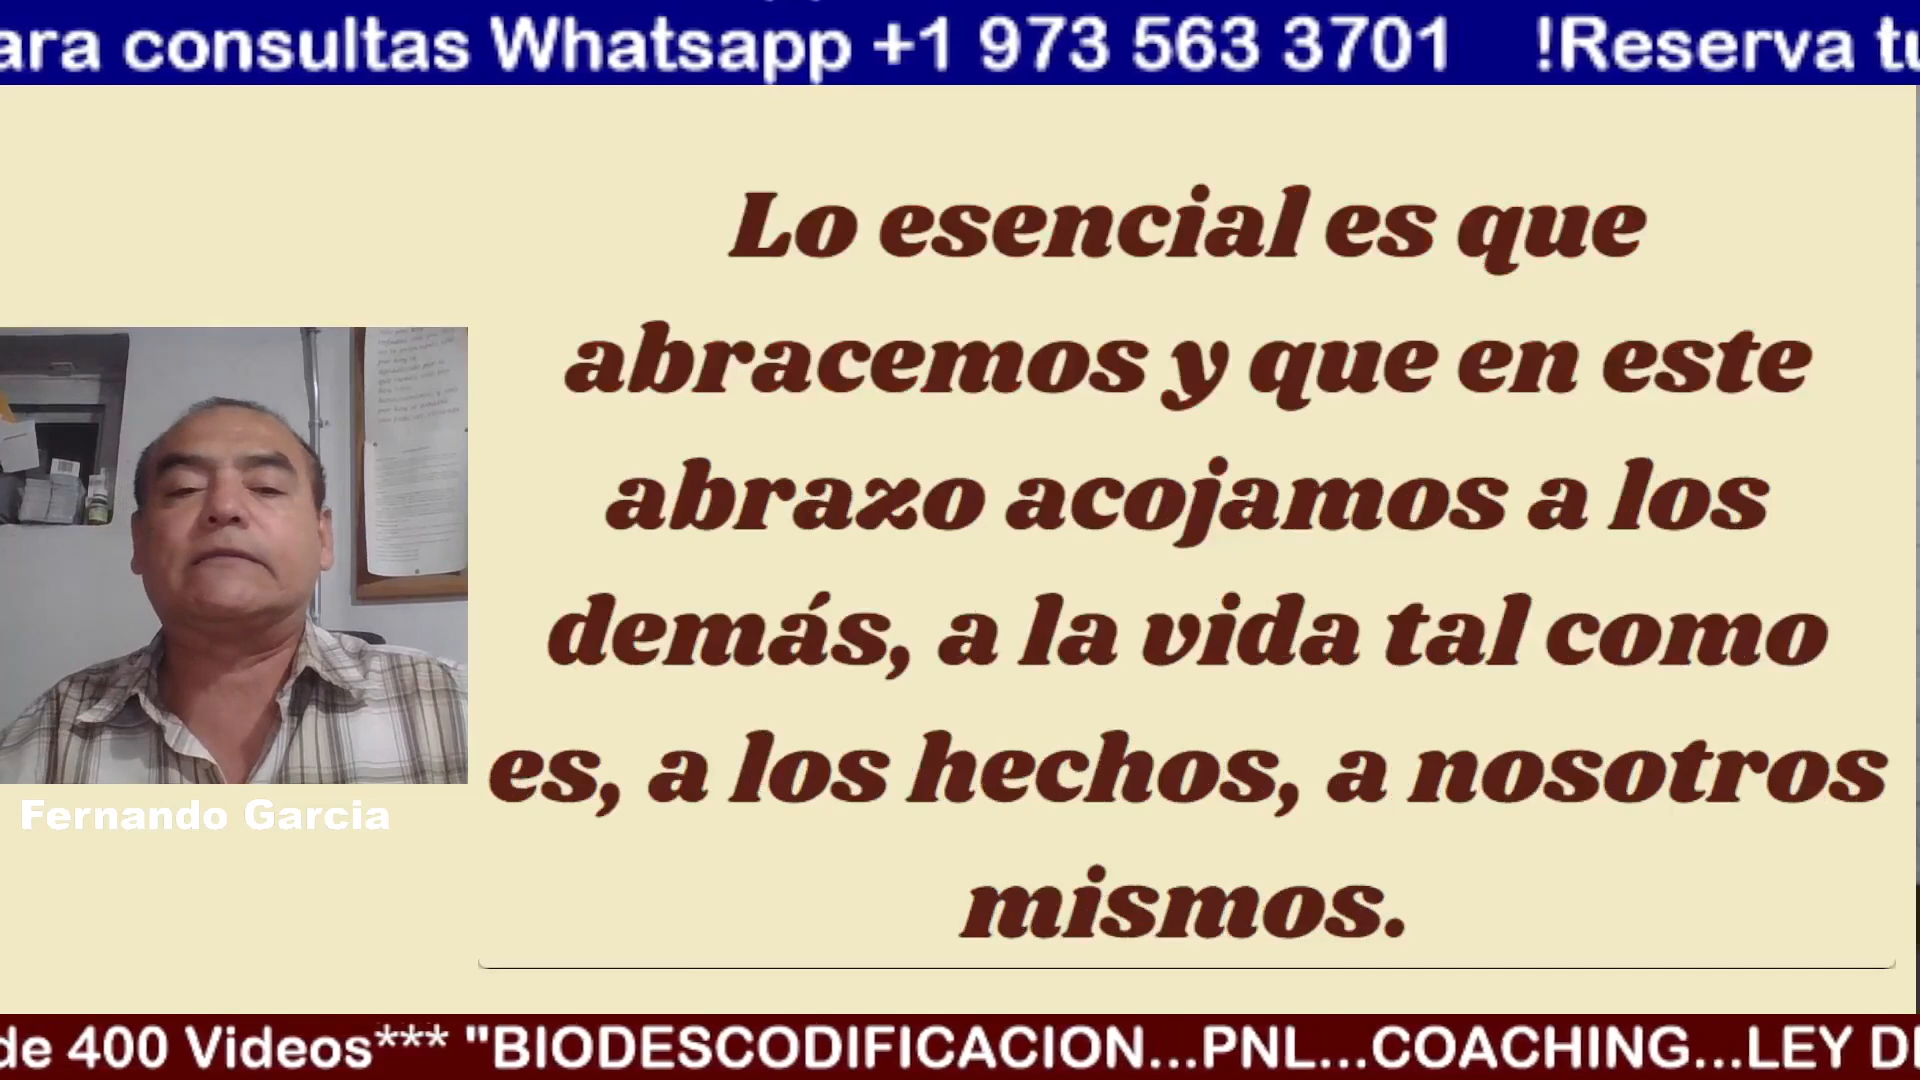 ara consultas Whatsapp +1 973 563 3701 !Reserva tu
Lo esencial es que
abracemos y que en este
abrazo acojamos a los
demás, a la vida tal como
es, a los hechos, a nosotros
mismos.
Fernando Garcia
de 400 Videos*** "BIODESCODIFICACION...PNL...COACHING...LEY DE